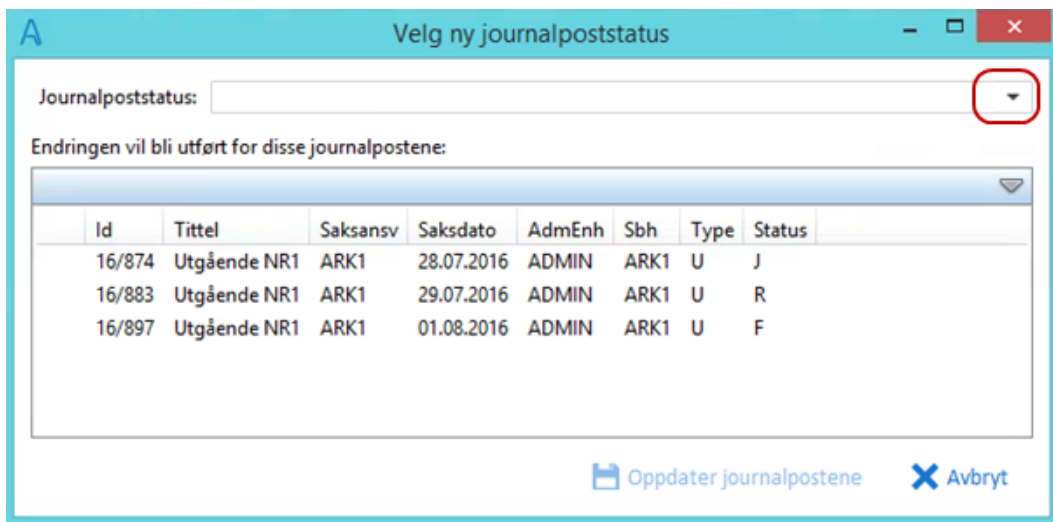 Velg ny journalpoststatus
Journalpoststatus:
Endringen vil bli utført for disse journalpostene:
Id Tittel Saksansv Saksdato AdmEnh Sbh Type Status
16/874 Utgående NR1 ARK1 28.07.2016 ADMIN ARK1 U J
16/883 Utgående NR1 ARK1 29.07.2016 ADMIN ARK1 U R
16/897 Utgående NR1 ARK1 01.08.2016 ADMIN ARK1 U F
Oppdater journalpostene Avbryt